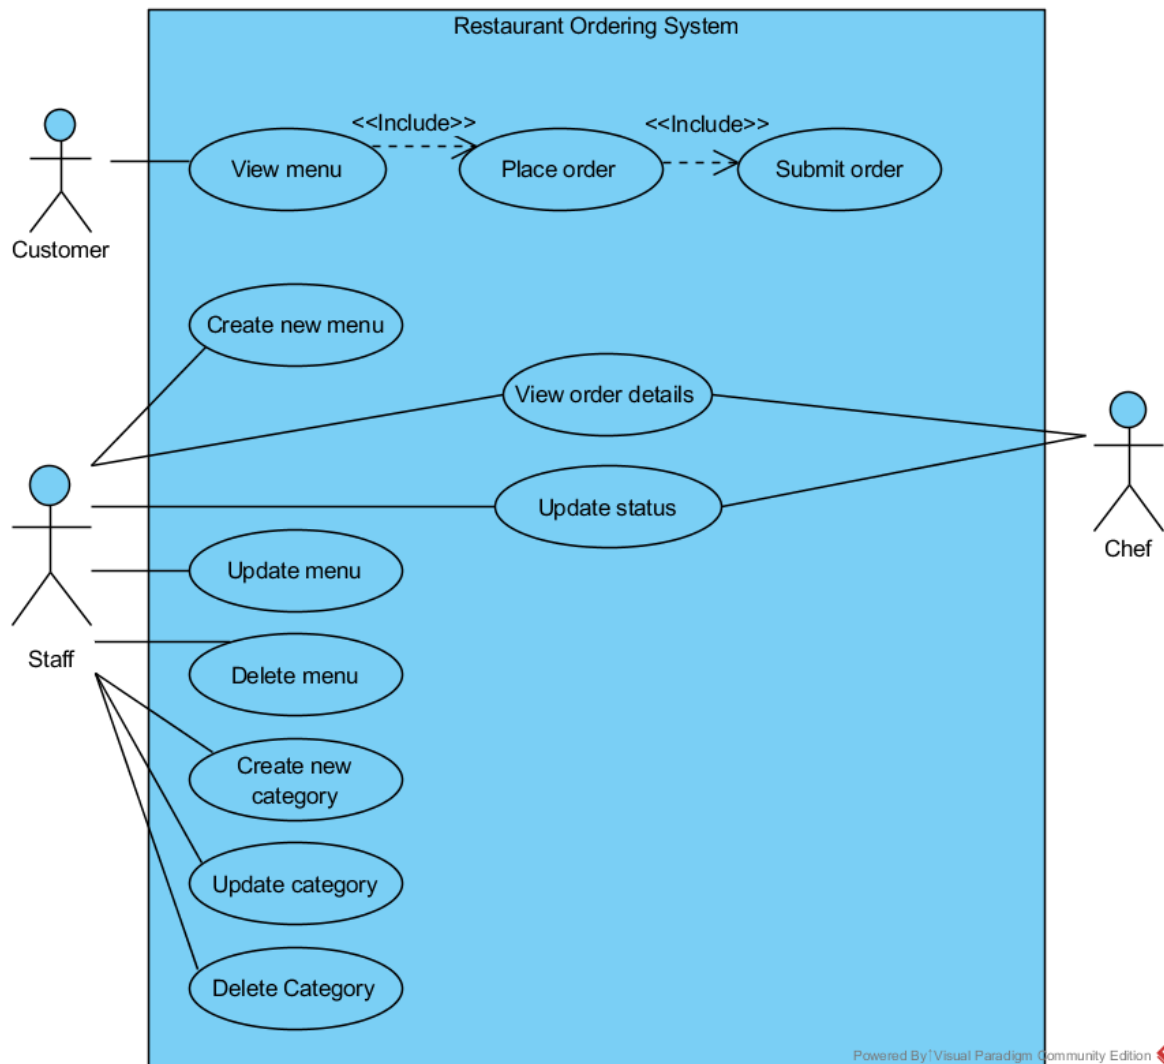 Restaurant Ordering System
<<Include>>
<<Include>>
View menu
Place order
Submit order
Customer
Create new menu
View order details
Update status
Chef
Update menu
Staff
Delete menu
Create new
category
Update category
Delete Category
Powered By Visual Paradigm Community Edition